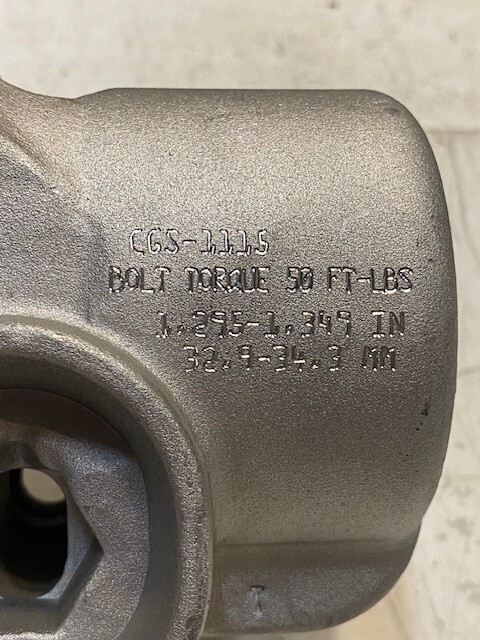 CGS-1115
BOLT TORQUE 50 FT-LBS
1.295-1.349 IN
32.9-34.3 MM
I